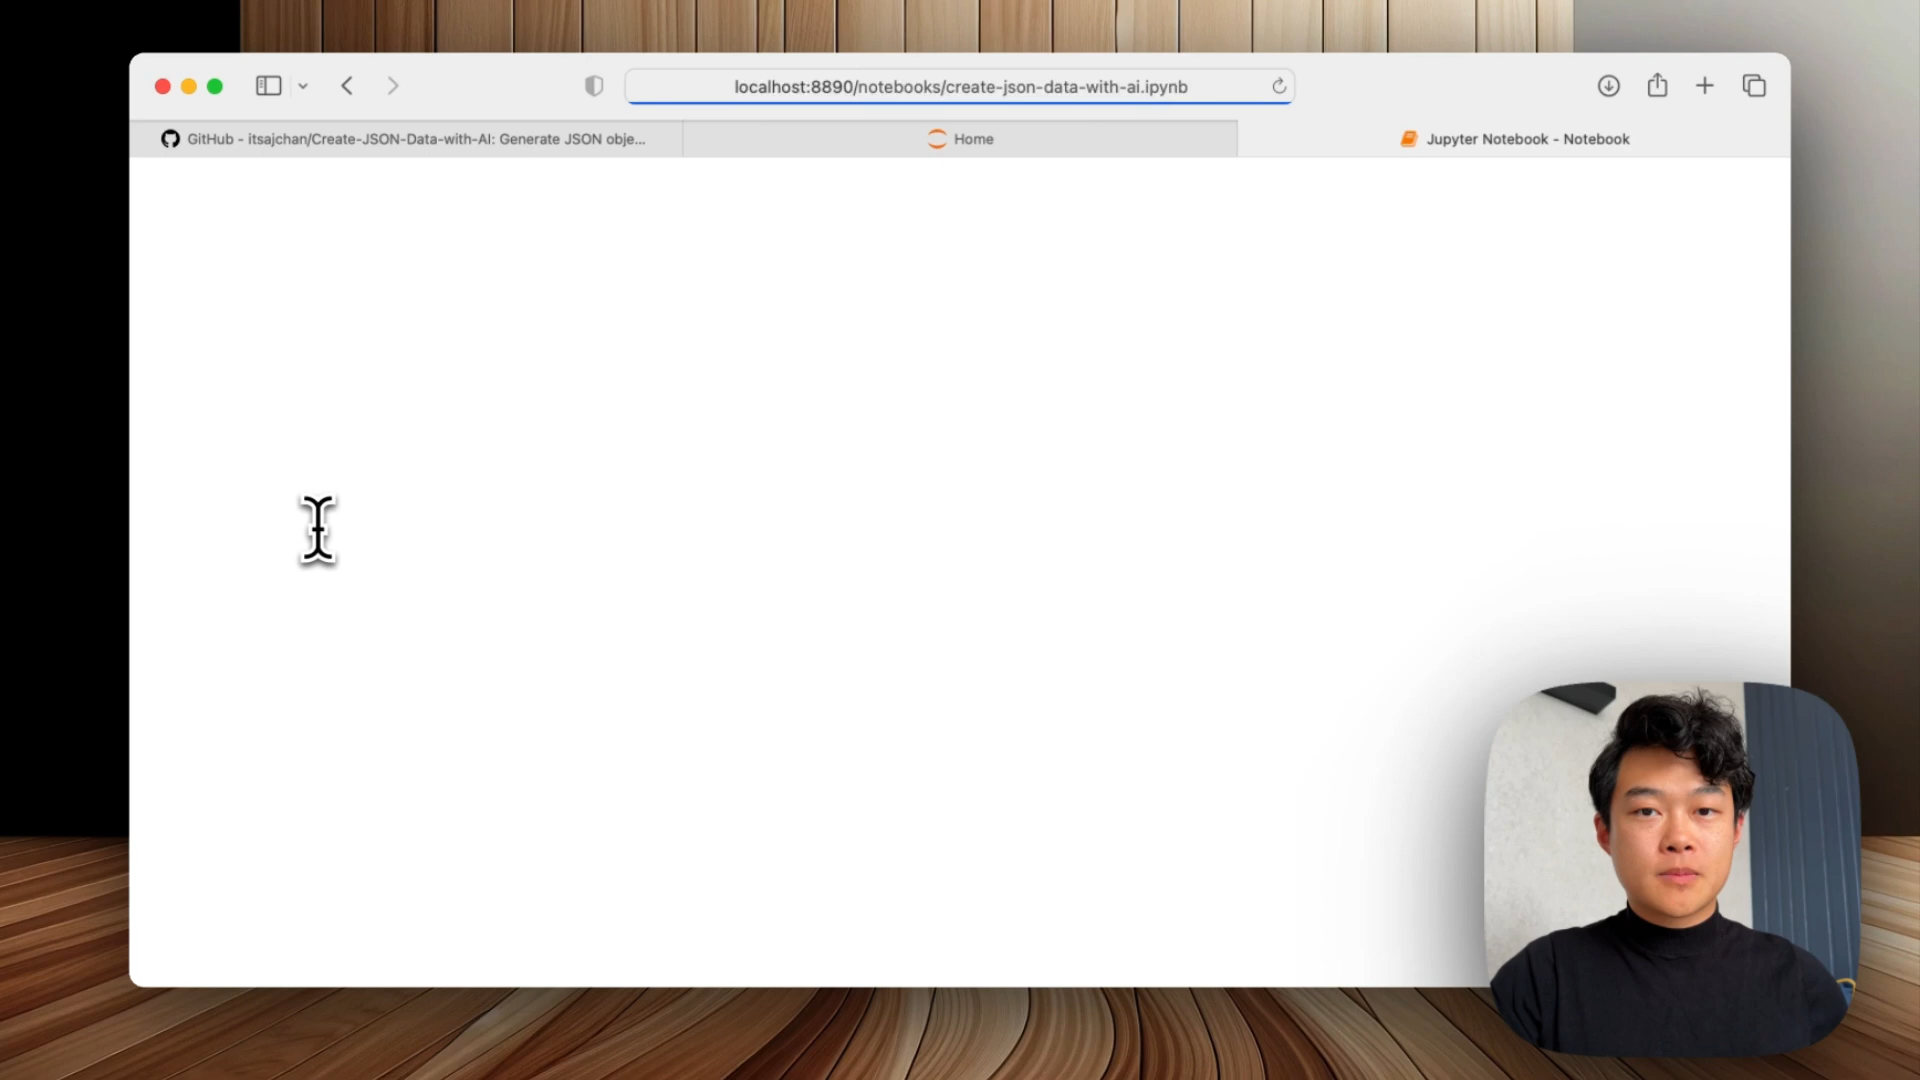 localhost:8890/notebooks/create-json-data-with-ai.ipynb
GitHub - itsajchan/Create-JSON-Data-with-AI: Generate JSON obje...
Home
Jupyter Notebook - Notebook